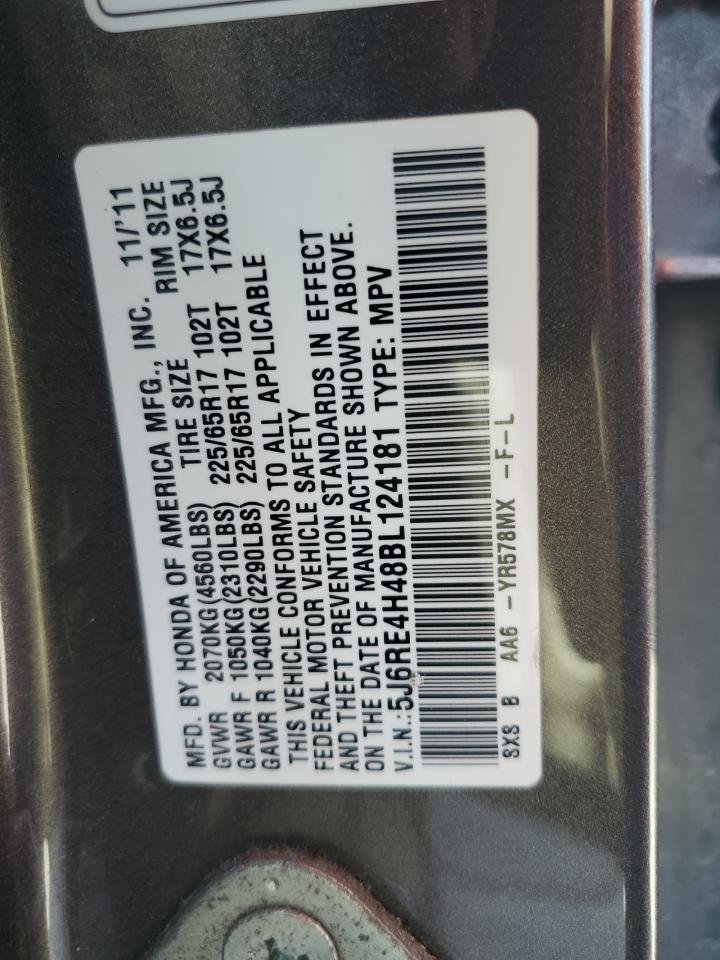 MFD. BY HONDA OF AMERICA MFG., INC. 11/'11
TIRE SIZE RIM SIZE
GVWR 2070KG(4560LBS)
GAWR F 1050KG(2310LBS) 225/65R17 102T 17X6.5J
GAWR R 1040KG(2290LBS) 225/65R17 102T 17X6.5J
THIS VEHICLE CONFORMS TO ALL APPLICABLE
FEDERAL MOTOR VEHICLE SAFETY
AND THEFT PREVENTION STANDARDS IN EFFECT
ON THE DATE OF MANUFACTURE SHOWN ABOVE.
V.I.N.:5J6RE4H48BL124181 TYPE: MPV
SXS B AA6 -YR578MX -F-L